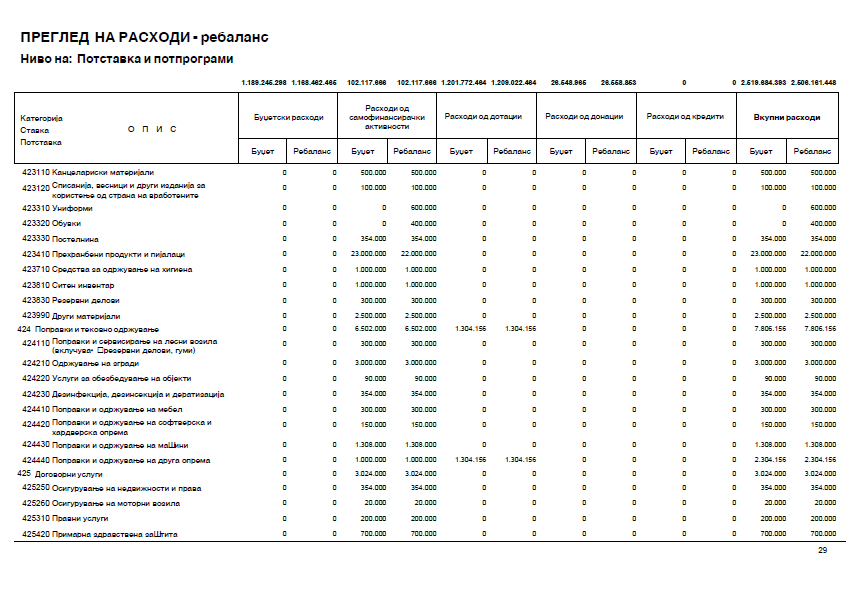 ПРЕГЛЕД НА РАСХОДИ - ребаланс
Ниво на: Потставка и потпрограми
1.189.245.298 1.168.462.465 102.117.666 102.117.666 1.201.772.464 1.209.022.464 26.548.965 26.558.853 0 0 2.519.684.393 2.506.161.448
Категорија
Ставка
Потставка
О П И С
Буџетски расходи
Расходи од самофинансирачки активности
Расходи од дотации
Расходи од донации
Расходи од кредити
Вкупни расходи
Буџет Ребаланс Буџет Ребаланс Буџет Ребаланс Буџет Ребаланс Буџет Ребаланс Буџет Ребаланс
423110 Канцелариски материјали 0 0 500.000 500.000 0 0 0 0 0 0 500.000 500.000
423120 Списанија, весници и други изданија за
користење од страна на вработените 0 0 100.000 100.000 0 0 0 0 0 0 100.000 100.000
423310 Униформи 0 0 0 600.000 0 0 0 0 0 0 0 600.000
423320 Обувки 0 0 0 400.000 0 0 0 0 0 0 0 400.000
423330 Постелнина 0 0 354.000 354.000 0 0 0 0 0 0 354.000 354.000
423410 Прехранбени продукти и пијалаци 0 0 23.000.000 22.000.000 0 0 0 0 0 0 23.000.000 22.000.000
423710 Средства за одржување на хигиена 0 0 1.000.000 1.000.000 0 0 0 0 0 0 1.000.000 1.000.000
423810 Ситен инвентар 0 0 1.000.000 1.000.000 0 0 0 0 0 0 1.000.000 1.000.000
423830 Резервни делови 0 0 300.000 300.000 0 0 0 0 0 0 300.000 300.000
423990 Други материјали 0 0 2.500.000 2.500.000 0 0 0 0 0 0 2.500.000 2.500.000
424 Поправки и тековно одржување 0 0 6.502.000 6.502.000 1.304.156 1.304.156 0 0 0 0 7.806.156 7.806.156
424110 Поправки и сервисирање на лесни возила
(вклучува• □резервни делови, гуми) 0 0 300.000 300.000 0 0 0 0 0 0 300.000 300.000
424210 Одржување на згради 0 0 3.000.000 3.000.000 0 0 0 0 0 0 3.000.000 3.000.000
424220 Услуги за обезбедување на објекти 0 0 90.000 90.000 0 0 0 0 0 0 90.000 90.000
424230 Дезинфекција, дезинсекција и дератизација 0 0 354.000 354.000 0 0 0 0 0 0 354.000 354.000
424410 Поправки и одржување на мебел 0 0 300.000 300.000 0 0 0 0 0 0 300.000 300.000
424420 Поправки и одржување на софтверска и
хардверска опрема 0 0 150.000 150.000 0 0 0 0 0 0 150.000 150.000
424430 Поправки и одржување на маШини 0 0 1.308.000 1.308.000 0 0 0 0 0 0 1.308.000 1.308.000
424440 Поправки и одржување на друга опрема 0 0 1.000.000 1.000.000 1.304.156 1.304.156 0 0 0 0 2.304.156 2.304.156
425 Договорни услуги 0 0 3.024.000 3.024.000 0 0 0 0 0 0 3.024.000 3.024.000
425250 Осигурување на недвижности и права 0 0 354.000 354.000 0 0 0 0 0 0 354.000 354.000
425260 Осигурување на моторни возила 0 0 20.000 20.000 0 0 0 0 0 0 20.000 20.000
425310 Правни услуги 0 0 200.000 200.000 0 0 0 0 0 0 200.000 200.000
425420 Примарна здравствена заШтита 0 0 700.000 700.000 0 0 0 0 0 0 700.000 700.000
29